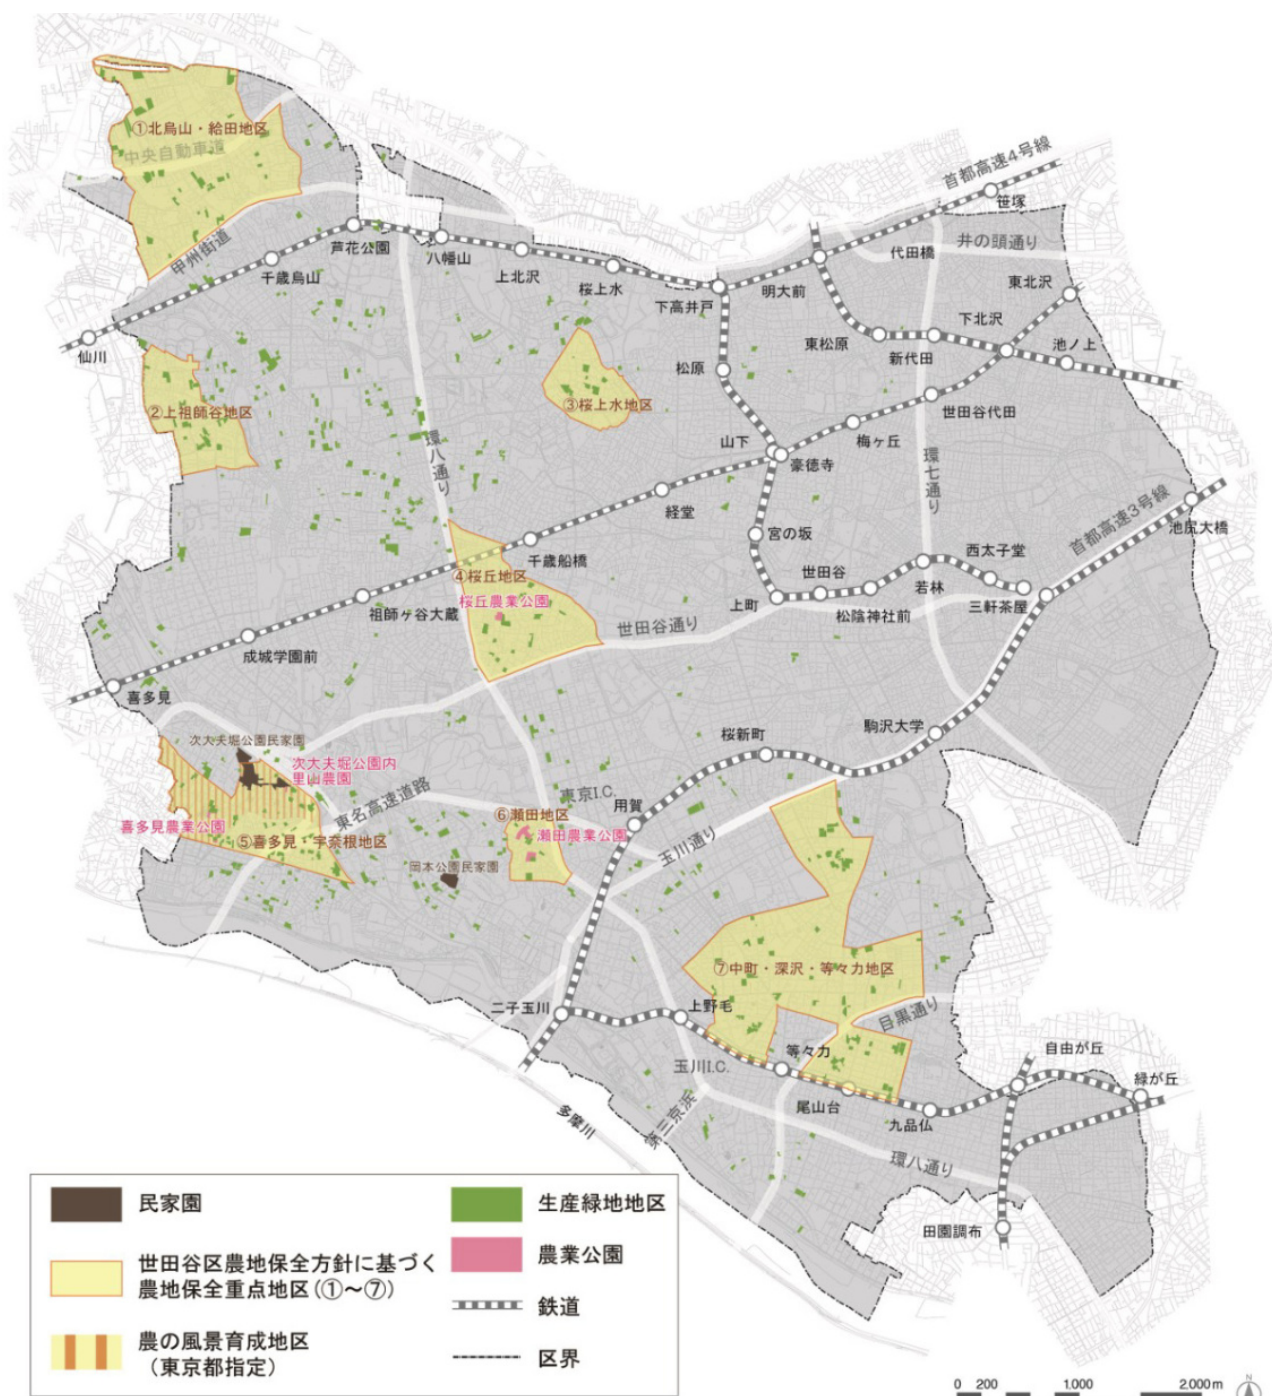 ①北烏山・給田地区
中央自動車道
首都高速4号線
笹塚
甲州街道
芦花公園
八幡山
代田橋
井の頭通り
千歳烏山
上北沢
桜上水
下高井戸
明大前
東北沢
仙川
東松原
下北沢
新代田
池ノ上
松原
②上祖師谷地区
③桜上水地区
世田谷代田
環八通り
山下
豪徳寺
梅ヶ丘
環七通り
経堂
首都高速3号線
池尻大橋
千歳船橋
宮の坂
西太子堂
④桜丘地区
桜丘農業公園
世田谷
若林
祖師ヶ谷大蔵
上町
松陰神社前
三軒茶屋
世田谷通り
成城学園前
喜多見
次大夫堀公園民家園
次大夫堀公園内
里山農園
桜新町
駒沢大学
東名高速道路
東京I.C.
用賀
⑥瀬田地区
瀬田農業公園
喜多見農業公園
⑤喜多見・宇奈根地区
玉川通り
岡本公園民家園
⑦中町・深沢・等々力地区
二子玉川
上野毛
目黒通り
玉川I.C.
等々力
自由が丘
緑が丘
尾山台
九品仏
多摩川
第三京浜
環八通り
田園調布
民家園
世田谷区農地保全方針に基づく
農地保全重点地区(①～⑦)
農の風景育成地区
（東京都指定）
生産緑地地区
農業公園
鉄道
区界
0 200 1,000 2,000m
N